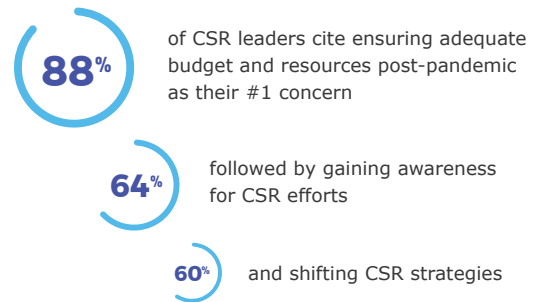 88%
of CSR leaders cite ensuring adequate
budget and resources post-pandemic
as their #1 concern
64%
followed by gaining awareness
for CSR efforts
60%
and shifting CSR strategies